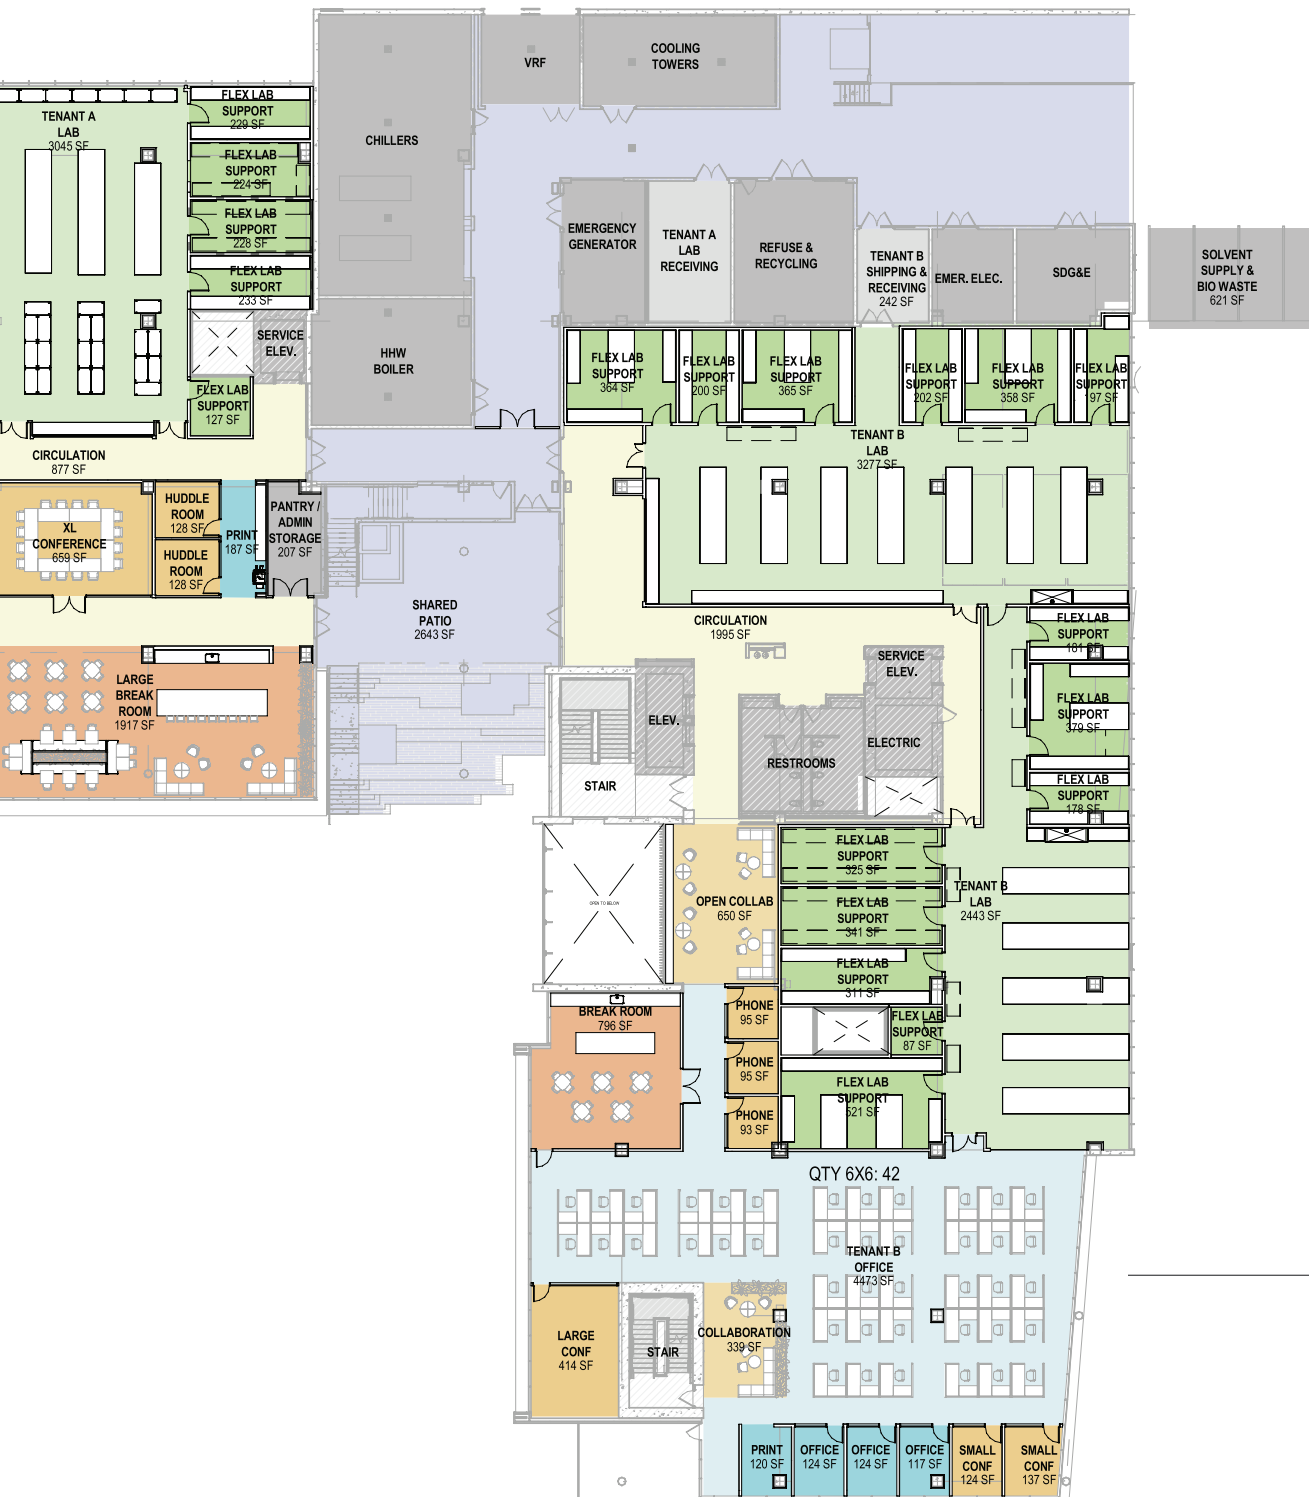 VRF
COOLING
TOWERS
CHILLERS
FLEX LAB
SUPPORT
229 SF
TENANT A
LAB
3045 SF
FLEX LAB
SUPPORT
224 SF
FLEX LAB
SUPPORT
228 SF
FLEX LAB
SUPPORT
233 SF
EMERGENCY
GENERATOR
TENANT A
LAB
RECEIVING
REFUSE &
RECYCLING
TENANT B
SHIPPING &
RECEIVING
242 SF
EMER. ELEC.
SDG&E
SOLVENT
SUPPLY &
BIO WASTE
621 SF
SERVICE
ELEV.
HHW
BOILER
FLEX LAB
SUPPORT
127 SF
FLEX LAB
SUPPORT
364 SF
FLEX LAB
SUPPORT
200 SF
FLEX LAB
SUPPORT
365 SF
FLEX LAB
SUPPORT
202 SF
FLEX LAB
SUPPORT
358 SF
FLEX LAB
SUPPORT
197 SF
CIRCULATION
877 SF
TENANT B
LAB
3277 SF
XL
CONFERENCE
659 SF
HUDDLE
ROOM
128 SF
HUDDLE
ROOM
128 SF
PRINT
187 SF
PANTRY /
ADMIN
STORAGE
207 SF
SHARED
PATIO
2643 SF
CIRCULATION
1995 SF
FLEX LAB
SUPPORT
181 SF
LARGE
BREAK
ROOM
1917 SF
SERVICE
ELEV.
ELEV.
ELECTRIC
RESTROOMS
STAIR
FLEX LAB
SUPPORT
379 SF
FLEX LAB
SUPPORT
178 SF
FLEX LAB
SUPPORT
325 SF
OPEN TO BELOW
OPEN COLLAB
650 SF
FLEX LAB
SUPPORT
341 SF
TENANT B
LAB
2443 SF
FLEX LAB
SUPPORT
311 SF
BREAK ROOM
796 SF
PHONE
95 SF
FLEX LAB
SUPPORT
87 SF
PHONE
95 SF
FLEX LAB
SUPPORT
521 SF
PHONE
93 SF
QTY 6X6: 42
TENANT B
OFFICE
4473 SF
LARGE
CONF
414 SF
STAIR
COLLABORATION
339 SF
PRINT
120 SF
OFFICE
124 SF
OFFICE
124 SF
OFFICE
117 SF
SMALL
CONF
124 SF
SMALL
CONF
137 SF